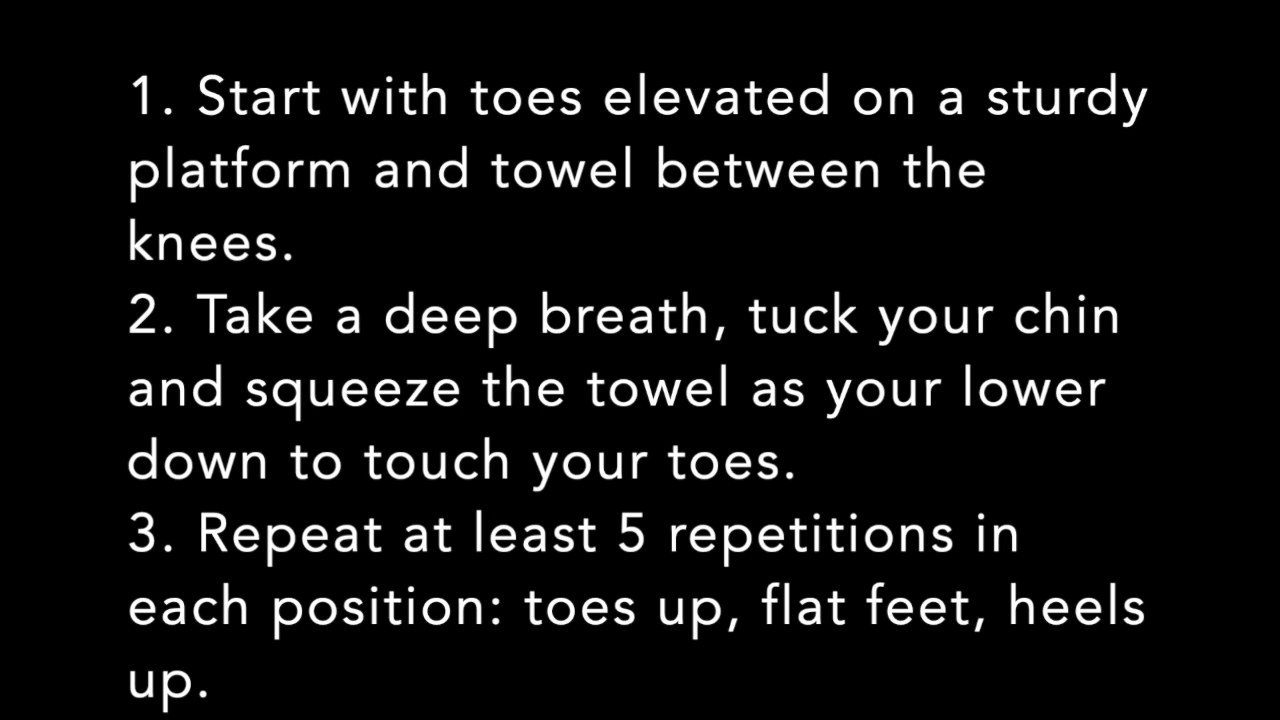 1. Start with toes elevated on a sturdy
platform and towel between the
knees.
2. Take a deep breath, tuck your chin
and squeeze the towel as your lower
down to touch your toes.
3. Repeat at least 5 repetitions in
each position: toes up, flat feet, heels
up.